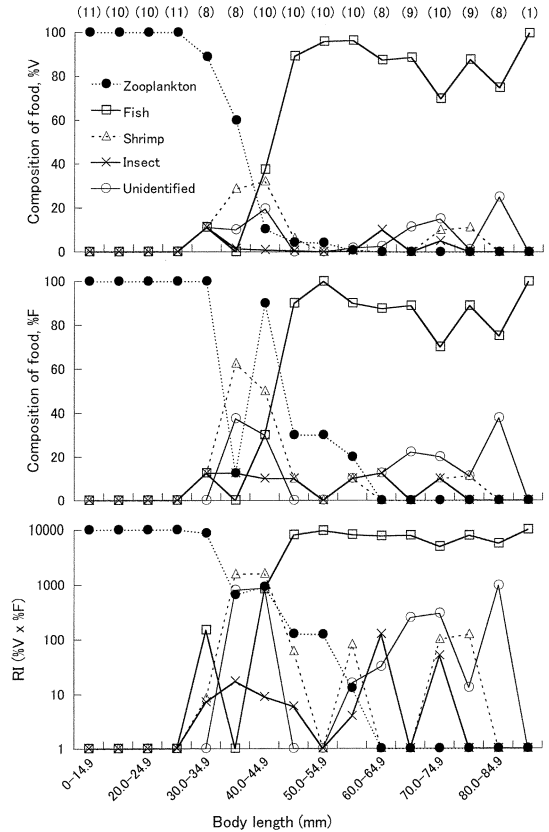 (11) (10) (10) (11) (8) (8) (10) (10) (10) (10) (8) (9) (10) (9) (8) (1)
Composition of food, %V
100
80
60
40
20
0
Zooplankton
Fish
Shrimp
Insect
Unidentified
Composition of food, %F
100
80
60
40
20
0
RI (%V x %F)
10000
1000
100
10
1
0-14.9 20.0-24.9 30.0-34.9 40.0-44.9 50.0-54.9 60.0-64.9 70.0-74.9 80.0-84.9
Body length (mm)